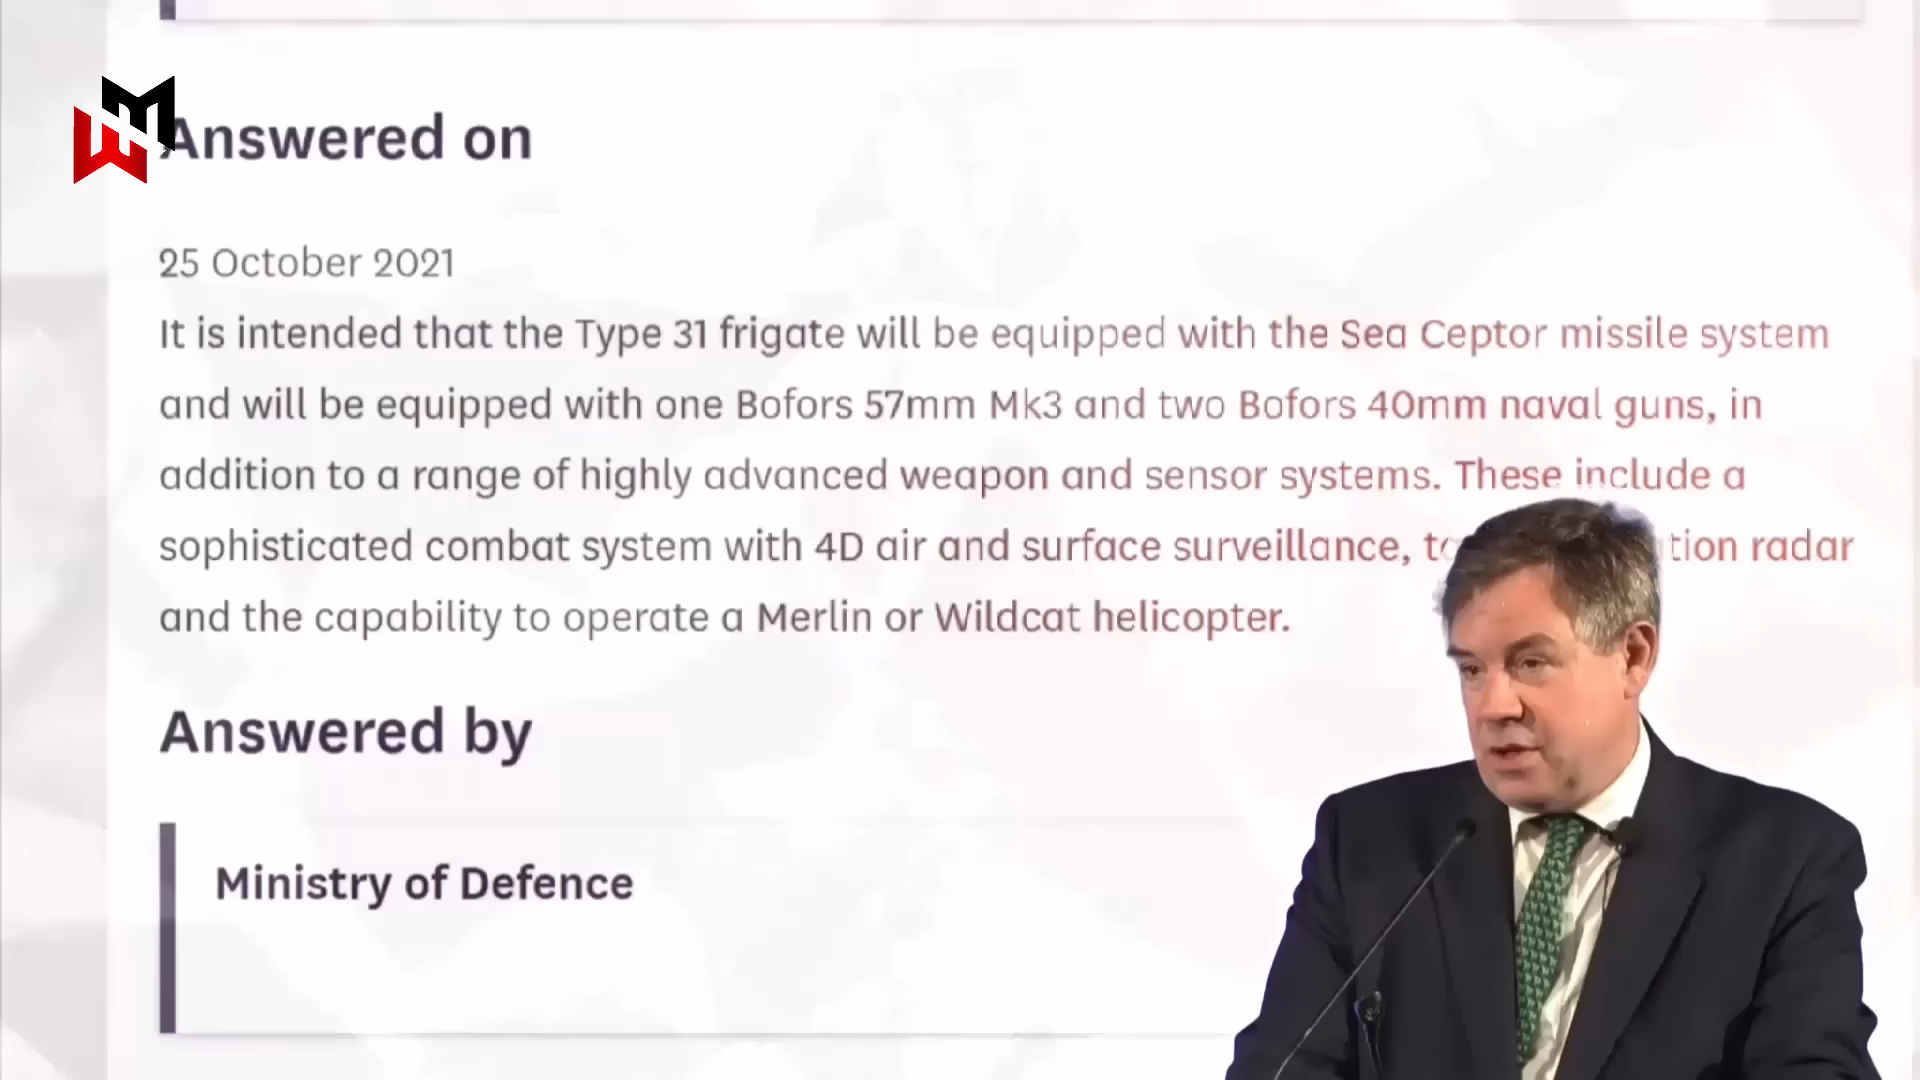 Answered on
25 October 2021
It is intended that the Type 31 frigate will be equipped with the Sea Ceptor missile system
and will be equipped with one Bofors 57mm Mk3 and two Bofors 40mm naval guns, in
addition to a range of highly advanced weapon and sensor systems. These include a
sophisticated combat system with 4D air and surface surveillance, radar
and the capability to operate a Merlin or Wildcat helicopter.
Answered by
Ministry of Defence